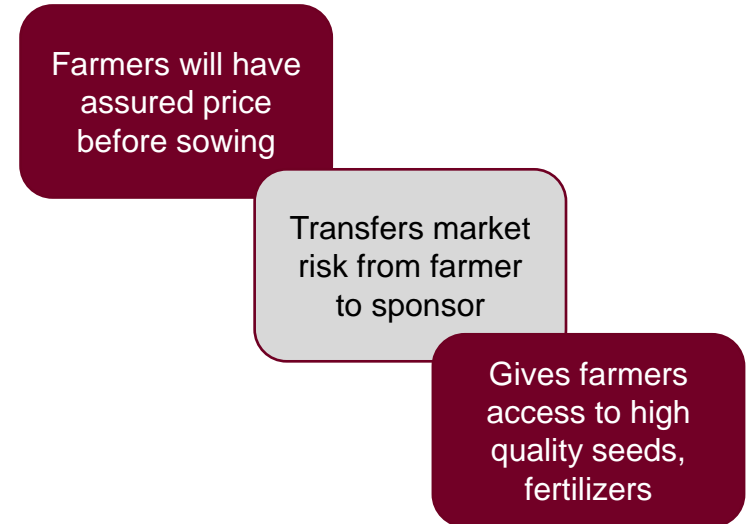 Farmers will have
assured price
before sowing
Transfers market
risk from farmer
to sponsor
Gives farmers
access to high
quality seeds,
fertilizers